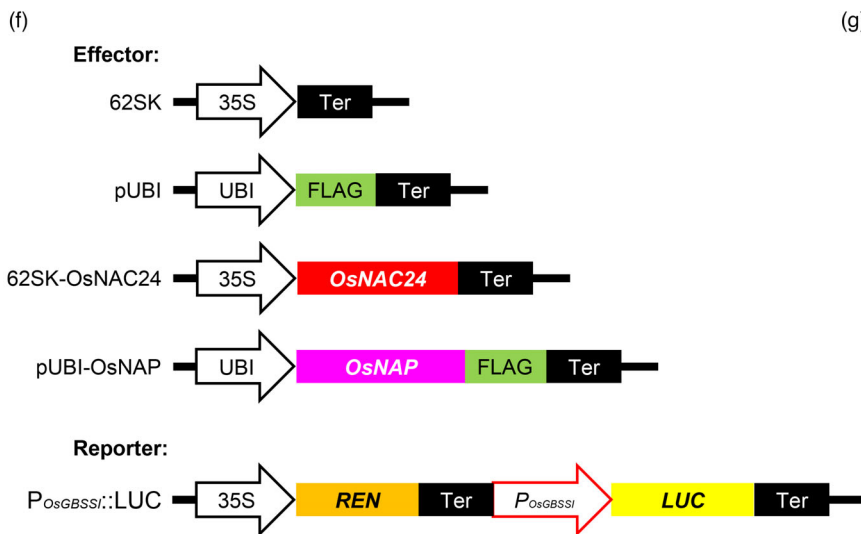 (f) (g)
Effector:
62SK 35S Ter
pUBI UBI FLAG Ter
62SK-OsNAC24 35S OsNAC24 Ter
pUBI-OsNAP UBI OsNAP FLAG Ter
Reporter:
POsGBSSI::LUC 35S REN Ter POsGBSSI LUC Ter